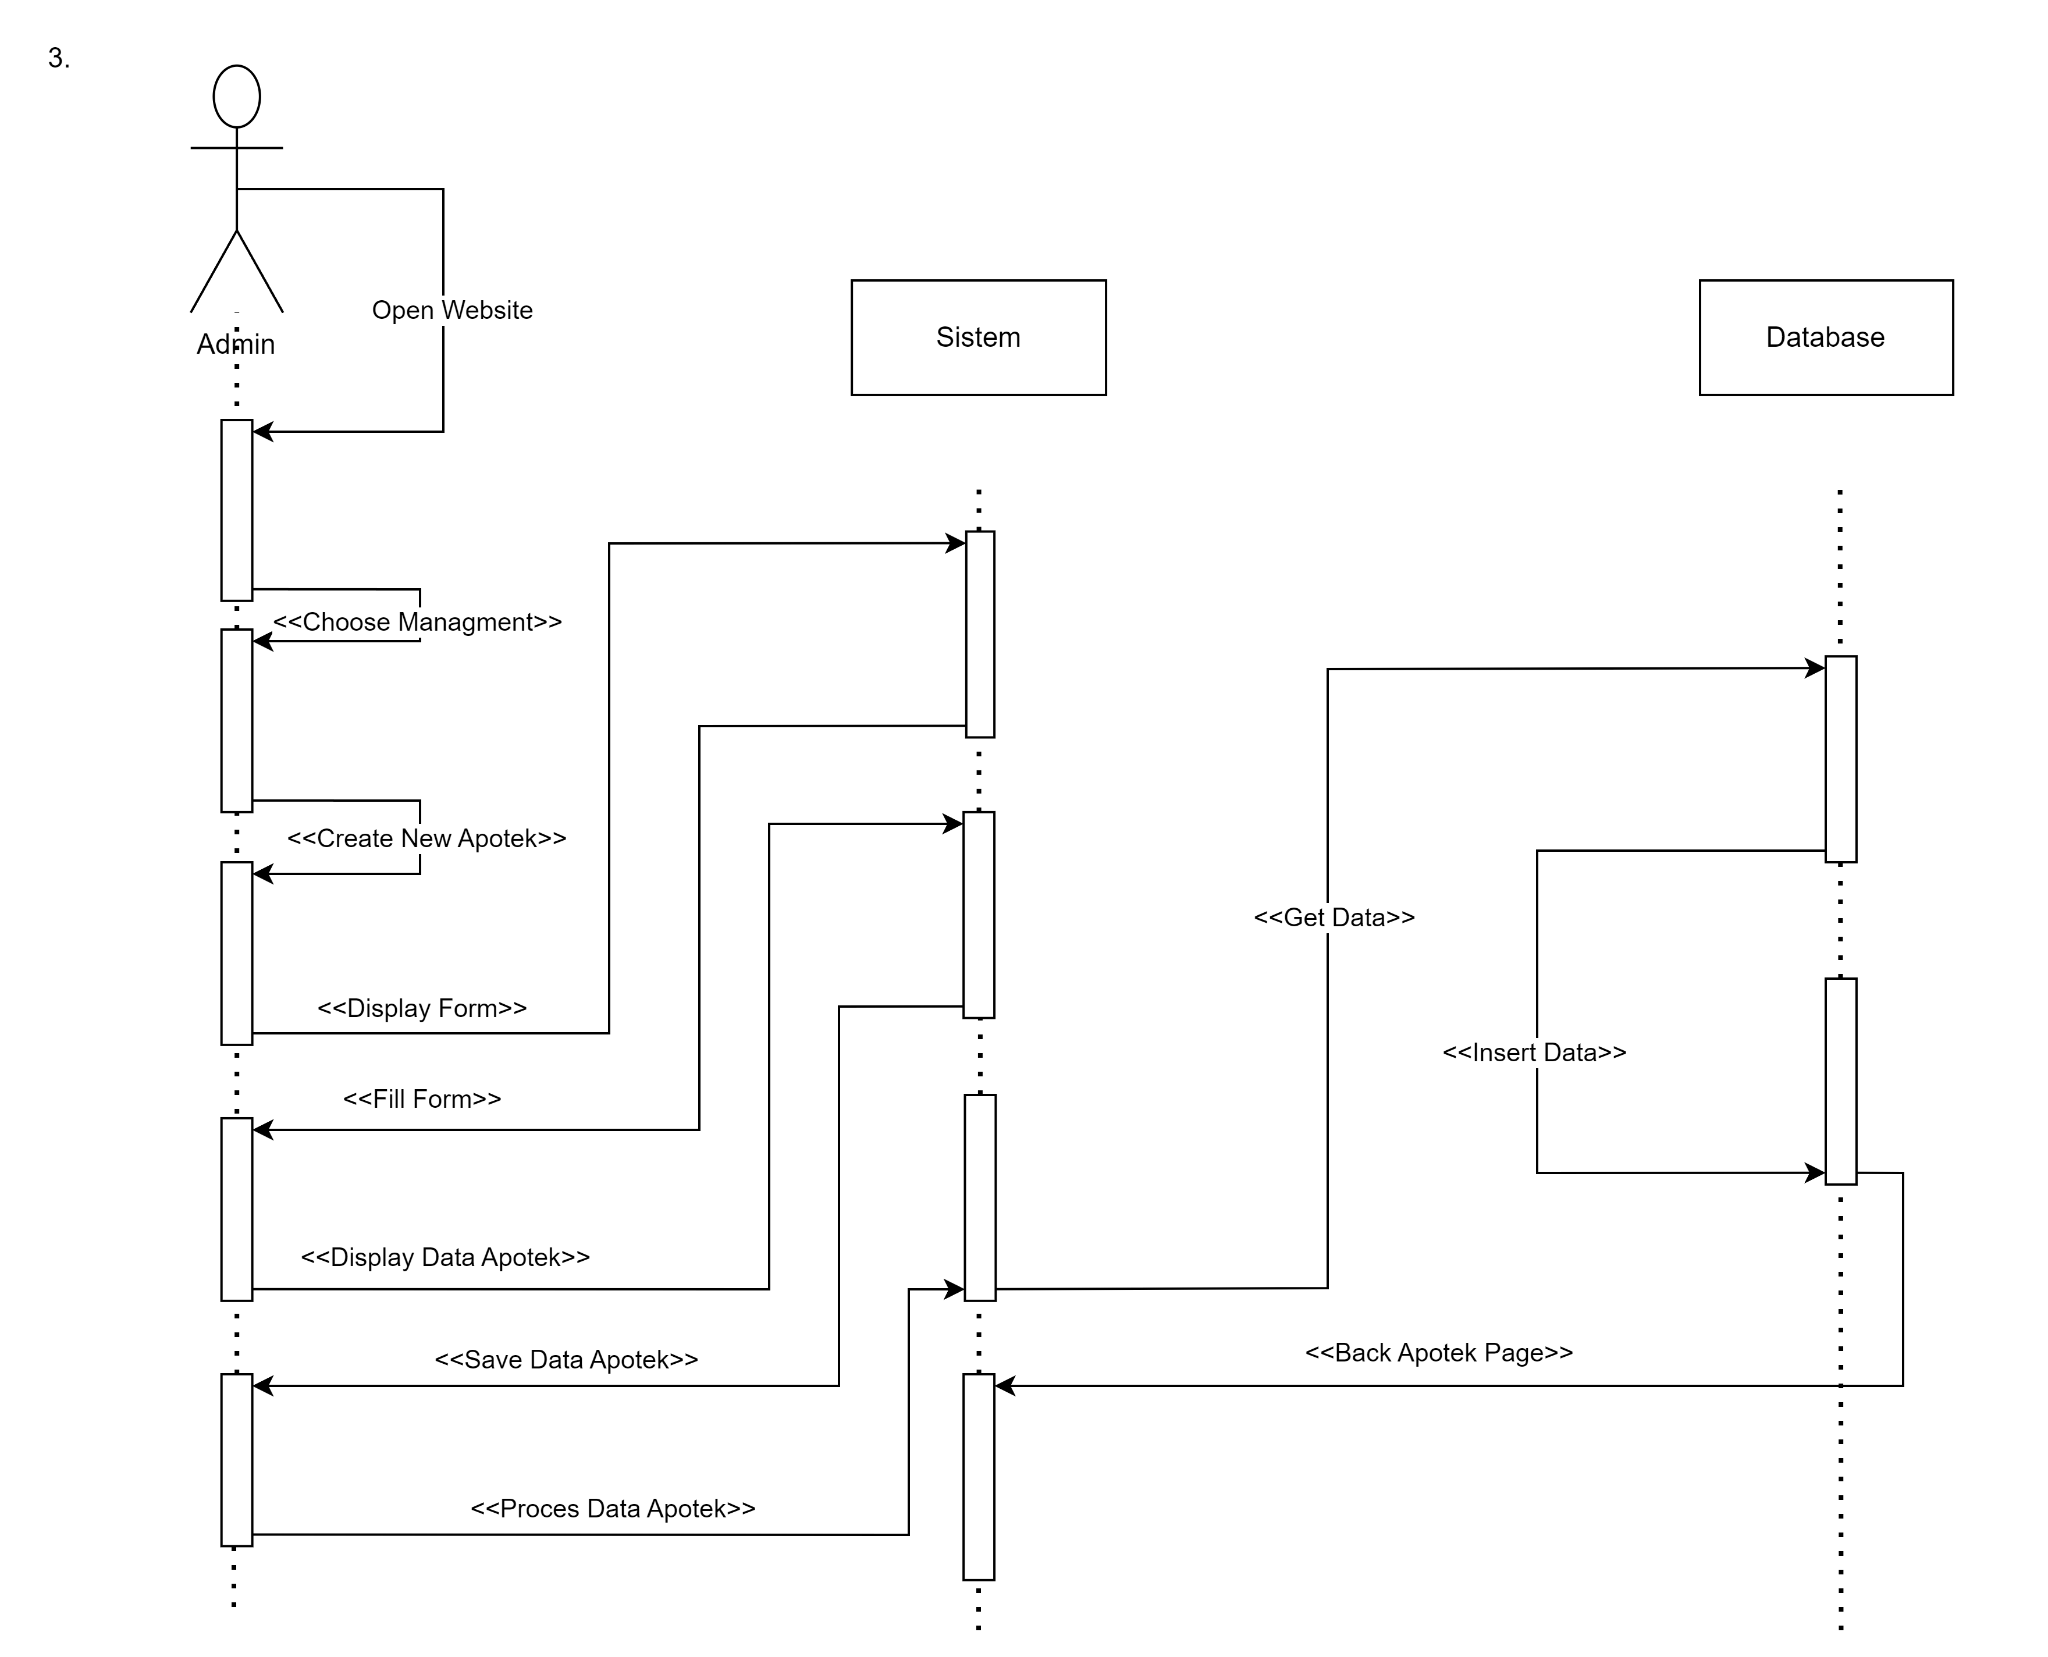 3.
Open Website
Admin
Sistem
Database
<<Choose Managment>>
<<Create New Apotek>>
<<Get Data>>
<<Display Form>>
<<Insert Data>>
<<Fill Form>>
<<Display Data Apotek>>
<<Save Data Apotek>>
<<Back Apotek Page>>
<<Proces Data Apotek>>